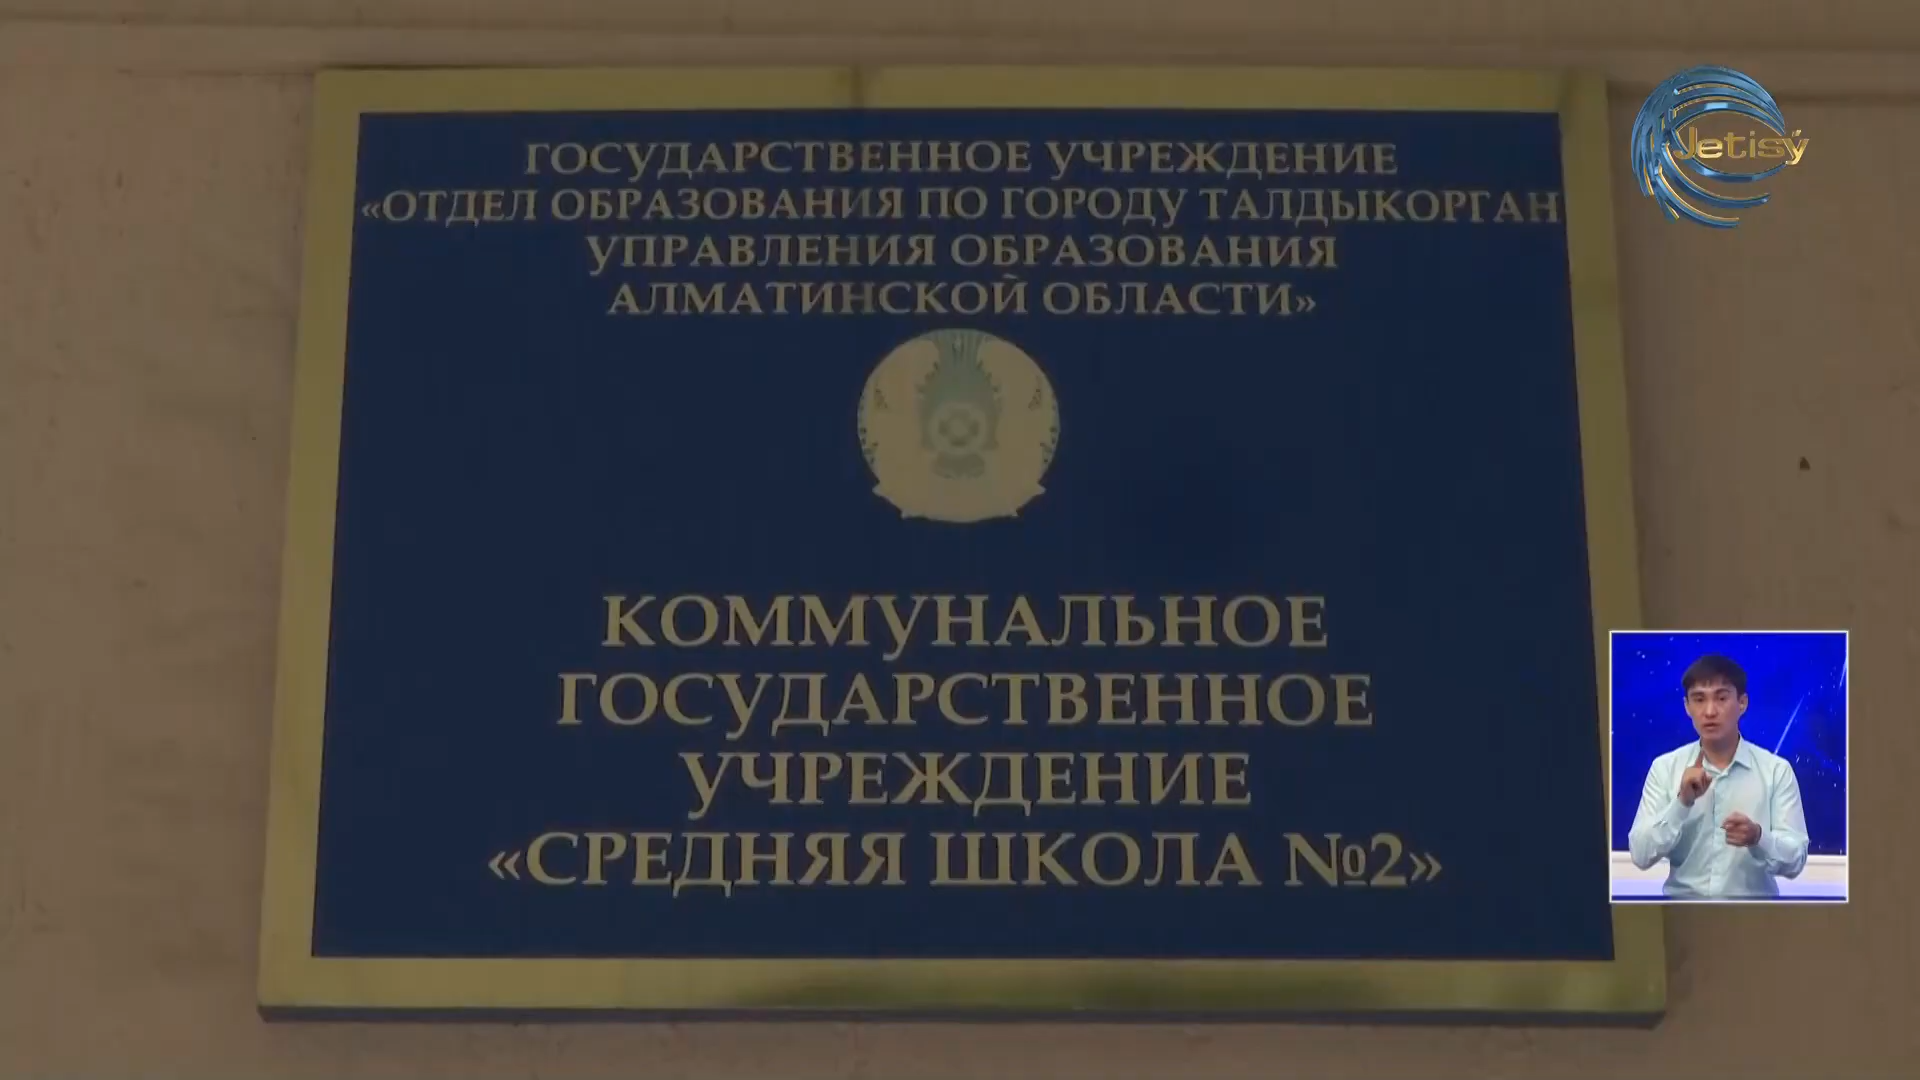 ГОСУДАРСТВЕННОЕ УЧРЕЖДЕНИЕ
«ОТДЕЛ ОБРАЗОВАНИЯ ПО ГОРОДУ ТАЛДЫКОРГАН
УПРАВЛЕНИЯ ОБРАЗОВАНИЯ
АЛМАТИНСКОЙ ОБЛАСТИ»
КОММУНАЛЬНОЕ
ГОСУДАРСТВЕННОЕ
УЧРЕЖДЕНИЕ
«СРЕДНЯЯ ШКОЛА №2»
Jetisý